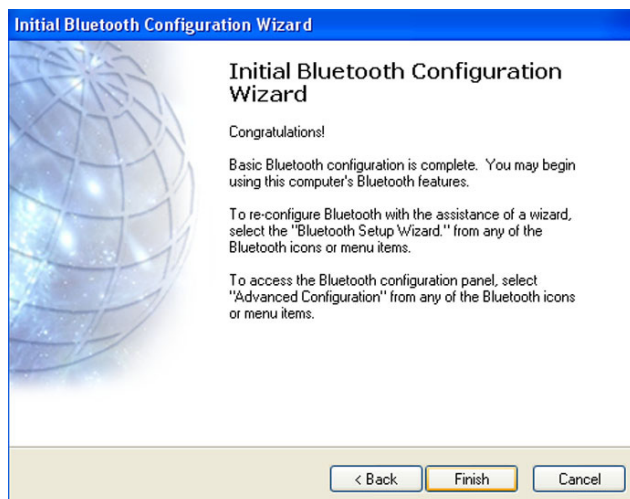 Initial Bluetooth Configuration Wizard
Initial Bluetooth Configuration
Wizard
Congratulations!
Basic Bluetooth configuration is complete.  You may begin
using this computer's Bluetooth features.
To re-configure Bluetooth with the assistance of a wizard,
select the "Bluetooth Setup Wizard." from any of the
Bluetooth icons or menu items.
To access the Bluetooth configuration panel, select
"Advanced Configuration" from any of the Bluetooth icons
or menu items.
< Back
Finish
Cancel